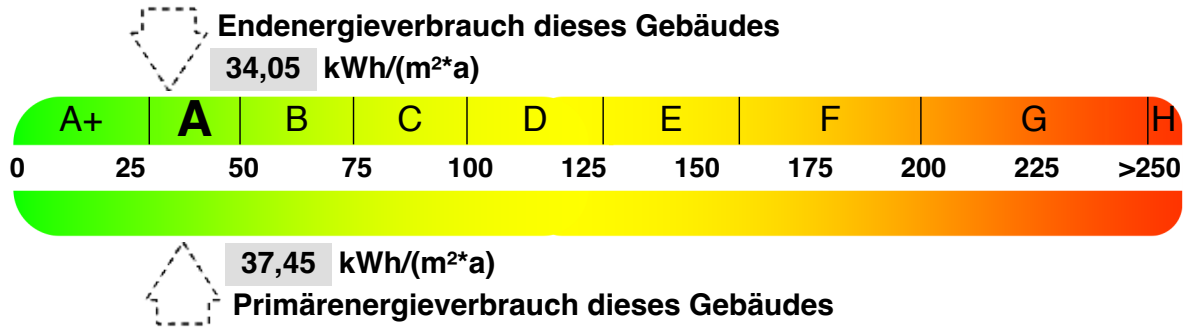 Endenergieverbrauch dieses Gebäudes
34,05 kWh/(m²*a)
A+ A B C D E F G H
0 25 50 75 100 125 150 175 200 225 >250
37,45 kWh/(m²*a)
Primärenergieverbrauch dieses Gebäudes